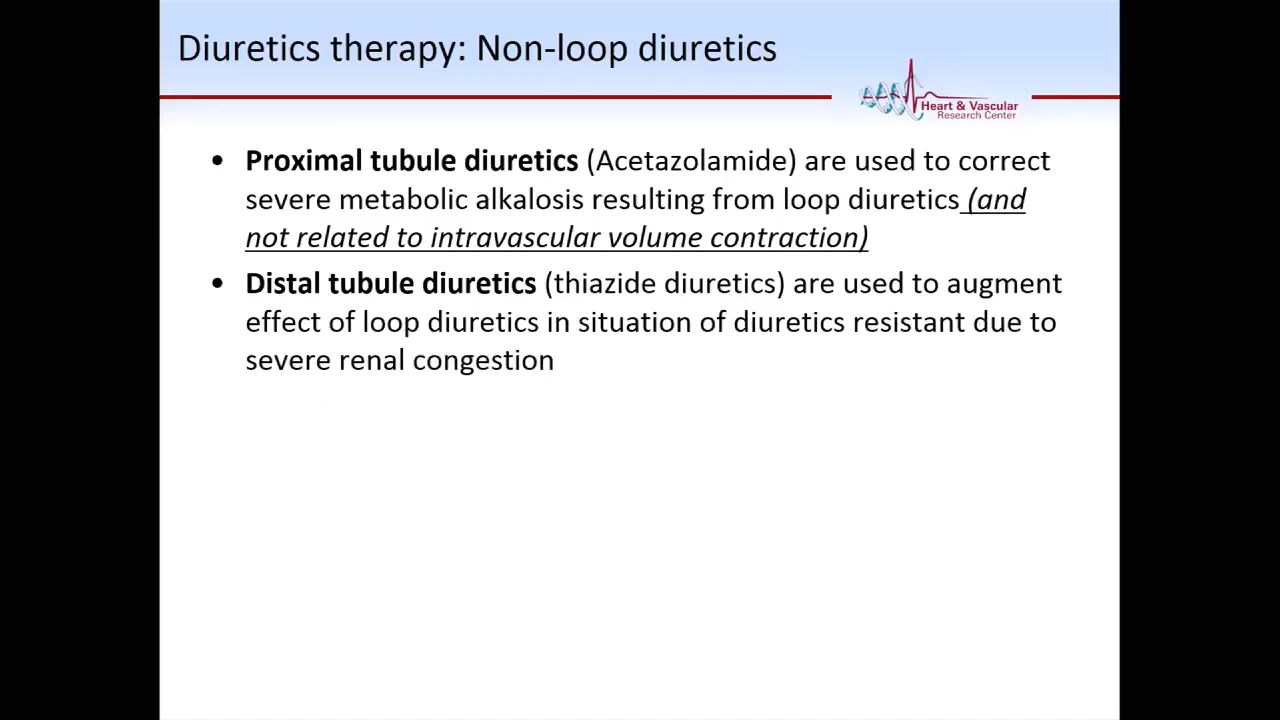 Diuretics therapy: Non-loop diuretics
Heart & Vascular
Research Center
• Proximal tubule diuretics (Acetazolamide) are used to correct
severe metabolic alkalosis resulting from loop diuretics (and
not related to intravascular volume contraction)
• Distal tubule diuretics (thiazide diuretics) are used to augment
effect of loop diuretics in situation of diuretics resistant due to
severe renal congestion